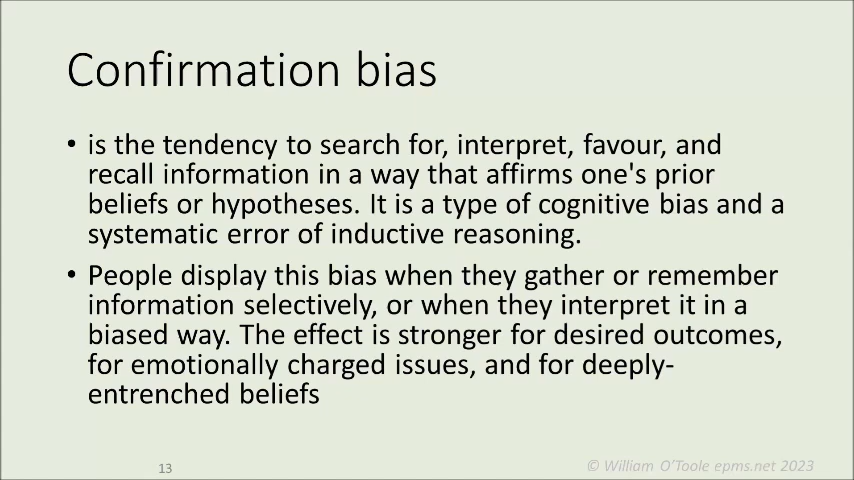 Confirmation bias
• is the tendency to search for, interpret, favour, and
recall information in a way that affirms one's prior
beliefs or hypotheses. It is a type of cognitive bias and a
systematic error of inductive reasoning.
• People display this bias when they gather or remember
information selectively, or when they interpret it in a
biased way. The effect is stronger for desired outcomes,
for emotionally charged issues, and for deeply-
entrenched beliefs
13
© William O’Toole epms.net 2023